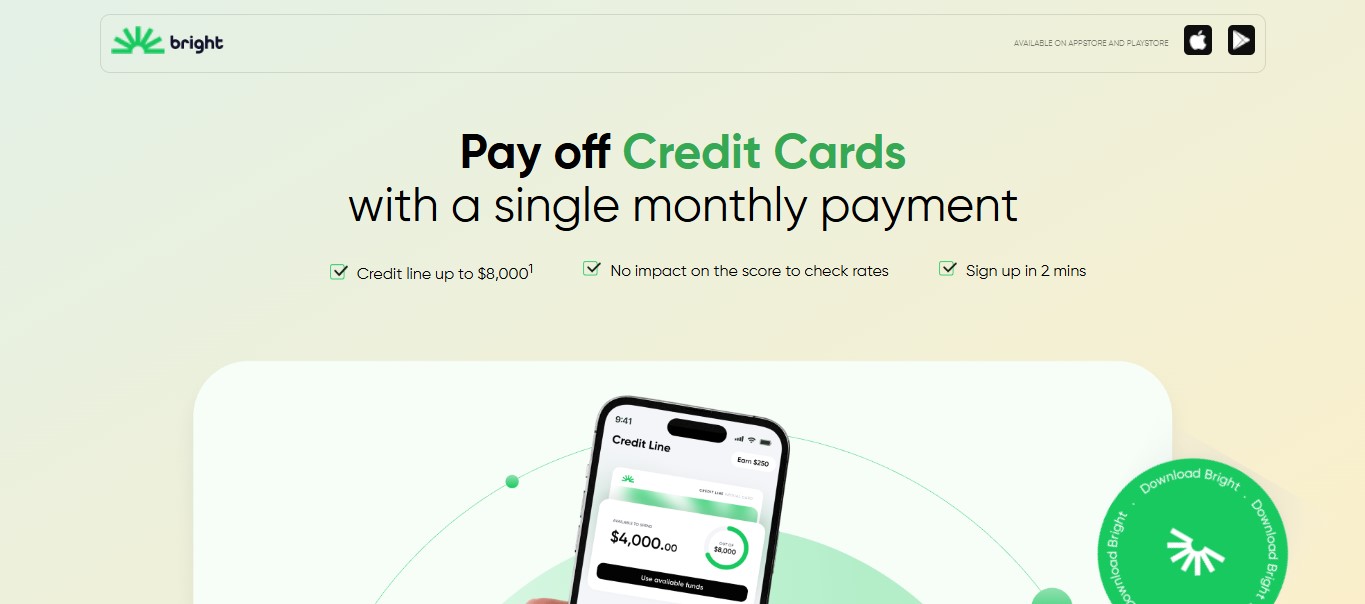 bright
AVAILABLE ON APPSTORE AND PLAYSTORE
Pay off Credit Cards
with a single monthly payment
Credit line up to $8,000¹
No impact on the score to check rates
Sign up in 2 mins
9:41
Credit Line
Earn $250
CREDIT LINE
AVAILABLE TO SPEND
$4,000.00
OUT OF
$8,000
Use available funds
Download Bright · Download Bright · Download Bright